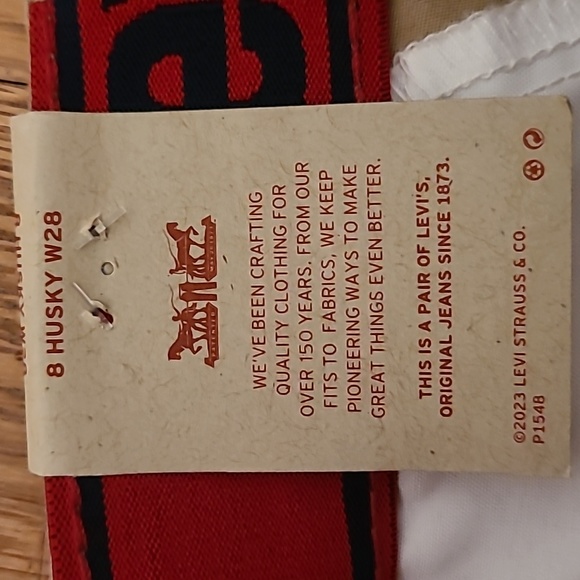 8 HUSKY W28
PATENTED
WE'VE BEEN CRAFTING
QUALITY CLOTHING FOR
OVER 150 YEARS. FROM OUR
FITS TO FABRICS, WE KEEP
PIONEERING WAYS TO MAKE
GREAT THINGS EVEN BETTER.
THIS IS A PAIR OF LEVI'S,
ORIGINAL JEANS SINCE 1873.
©2023 LEVI STRAUSS & CO.
P1548